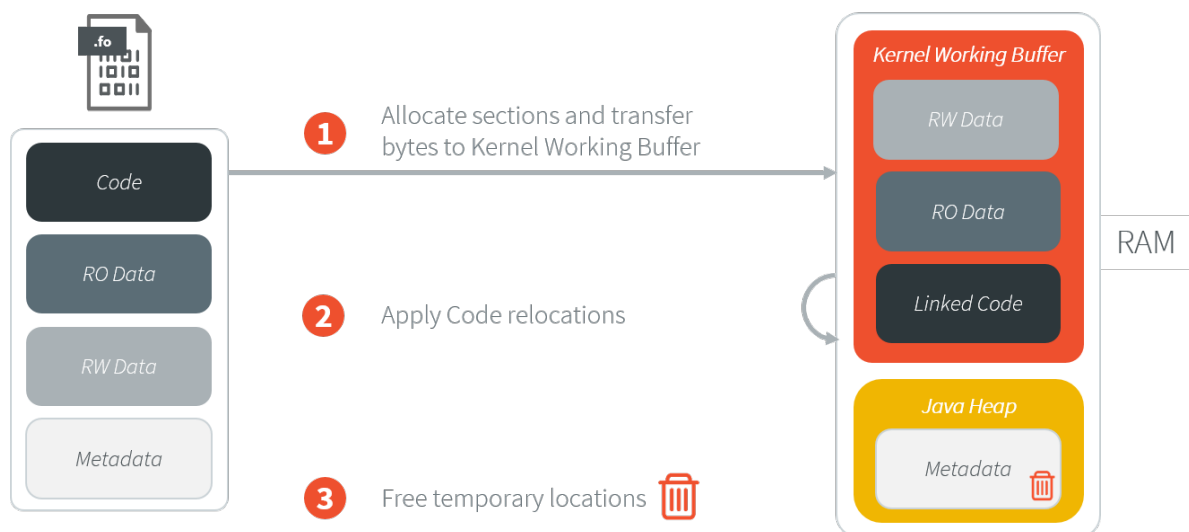 .fo
Code
RO Data
RW Data
Metadata
1
Allocate sections and transfer
bytes to Kernel Working Buffer
2
Apply Code relocations
3
Free temporary locations
Kernel Working Buffer
RW Data
RO Data
Linked Code
Java Heap
Metadata
RAM